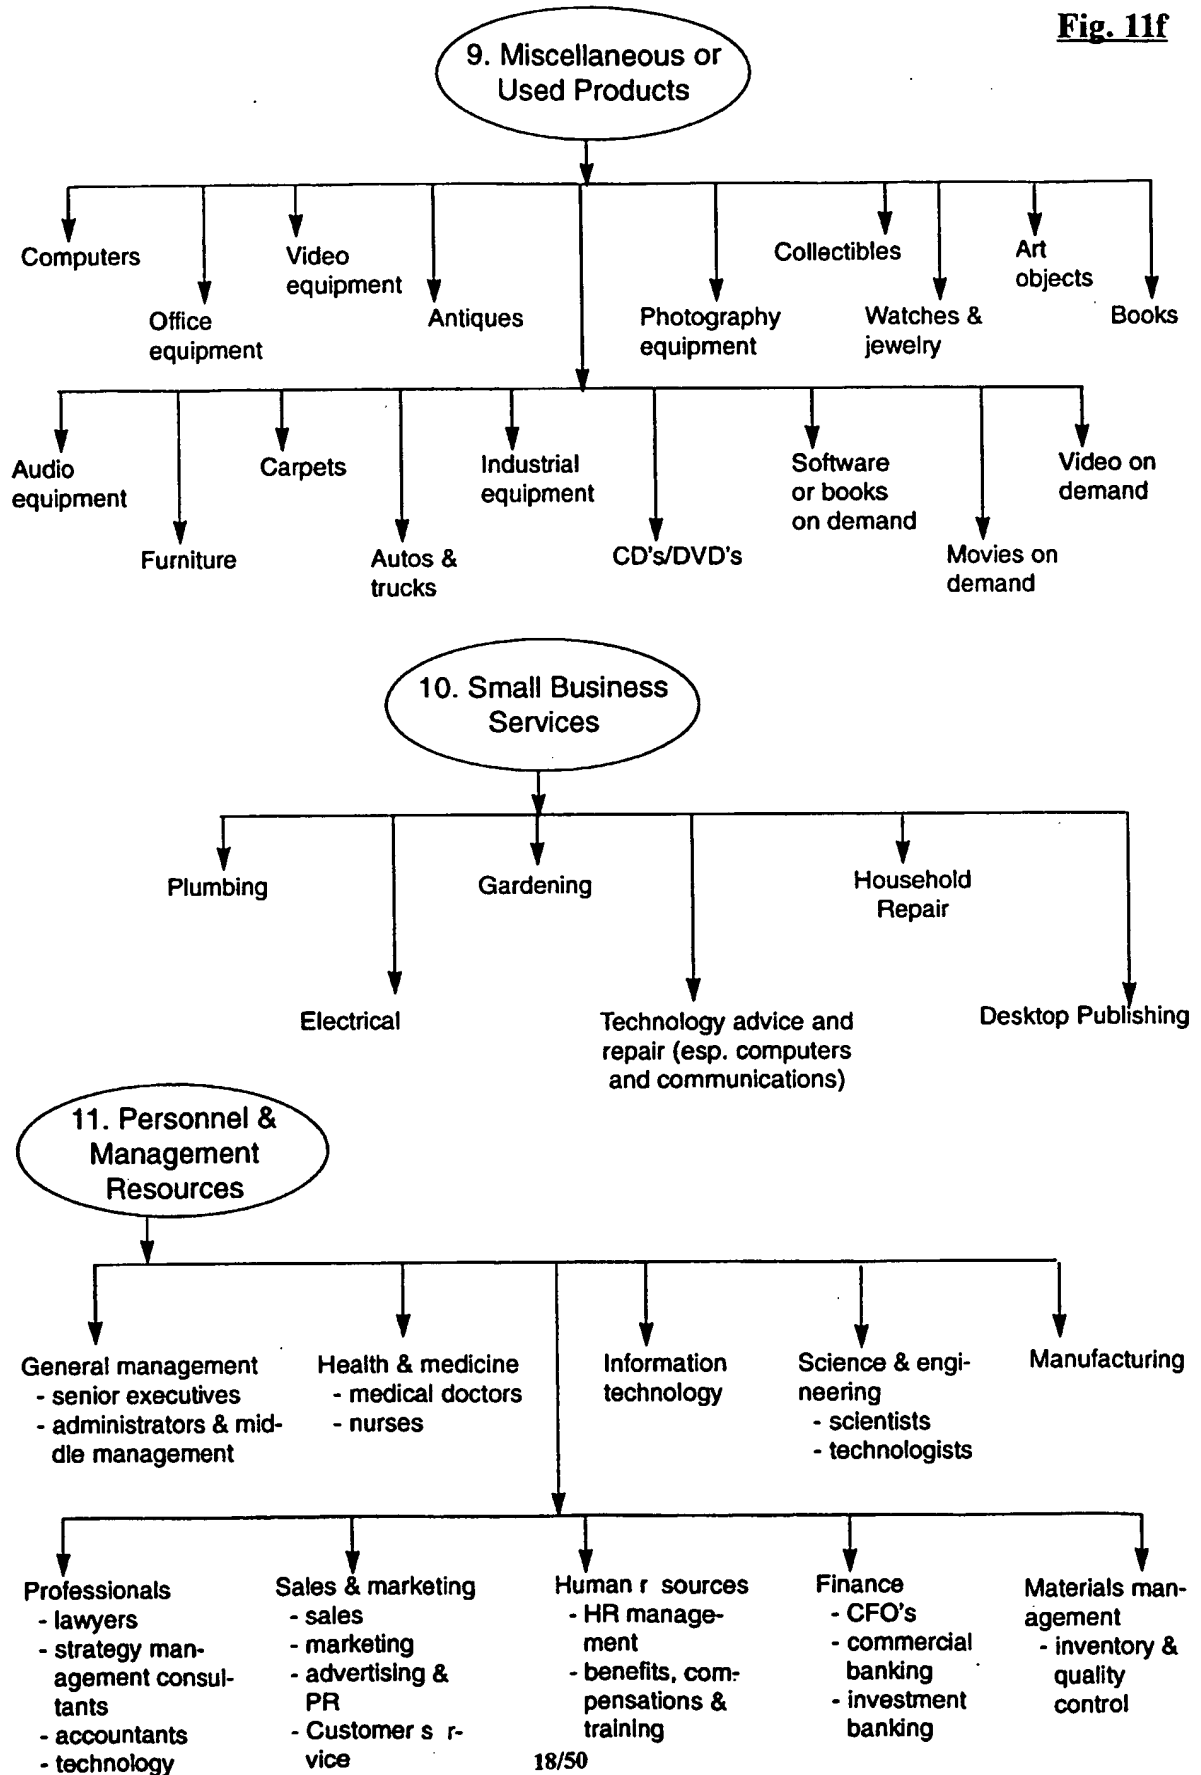 Fig. 11f
9. Miscellaneous or
Used Products
Computers
Office
equipment
Video
equipment
Antiques
Photography
equipment
Collectibles
Watches &
jewelry
Art
objects
Books
Audio
equipment
Furniture
Carpets
Autos &
trucks
Industrial
equipment
CD's/DVD's
Software
or books
on demand
Movies on
demand
Video on
demand
10. Small Business
Services
Plumbing
Electrical
Gardening
Technology advice and
repair (esp. computers
and communications)
Household
Repair
Desktop Publishing
11. Personnel &
Management
Resources
General management
- senior executives
- administrators & mid-
dle management
Health & medicine
- medical doctors
- nurses
Information
technology
Science & engi-
neering
- scientists
- technologists
Manufacturing
Professionals
- lawyers
- strategy man-
agement consul-
tants
- accountants
- technology
Sales & marketing
- sales
- marketing
- advertising &
PR
- Customer s r-
vice
Human r sources
- HR manage-
ment
- benefits, com-
pensations &
training
Finance
- CFO's
- commercial
banking
- investment
banking
Materials man-
agement
- inventory &
quality
control
18/50